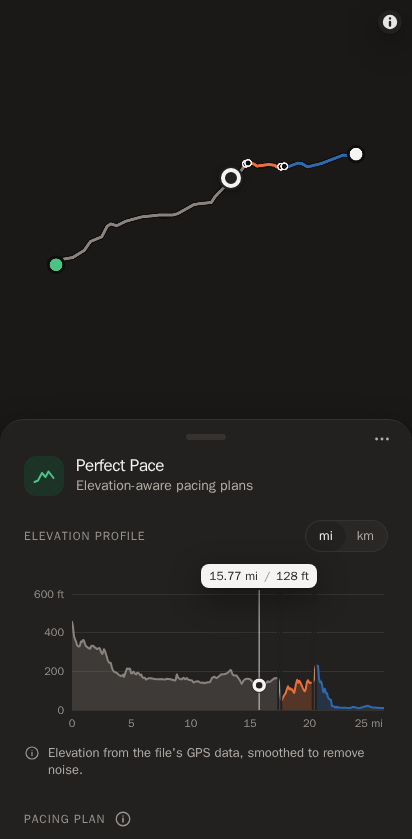 Perfect Pace
Elevation-aware pacing plans
ELEVATION PROFILE
mi km
15.77 mi / 128 ft
600 ft
400
200
0
0 5 10 15 20 25 mi
Elevation from the file's GPS data, smoothed to remove
noise.
PACING PLAN